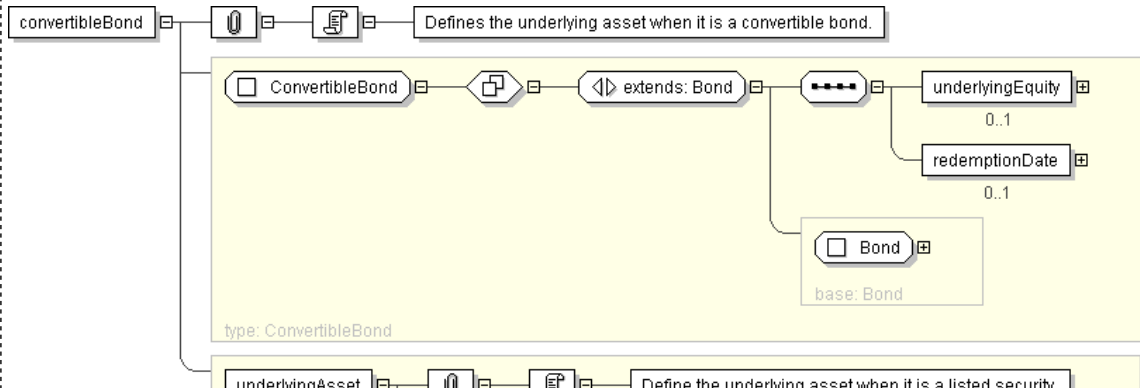 convertibleBond
Defines the underlying asset when it is a convertible bond.
ConvertibleBond
extends: Bond
underlyingEquity
0..1
redemptionDate
0..1
Bond
base: Bond
type: ConvertibleBond
underlyingAsset
Define the underlying asset when it is a listed security.